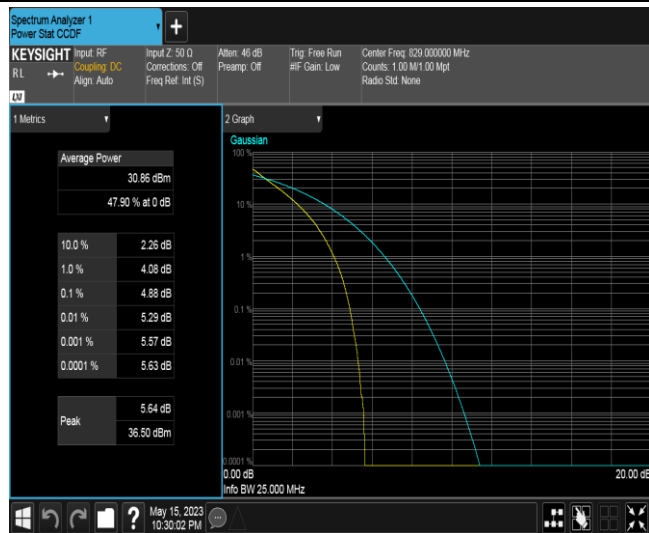 Spectrum Analyzer 1
Power Stat CCDF
+
KEYSIGHT
RL
Input: RF
Coupling: DC
Align: Auto
Input Z: 50 Ω
Corrections: Off
Freq Ref: Int (S)
Atten: 46 dB
Preamp: Off
Trig: Free Run
#IF Gain: Low
Center Freq: 829.000000 MHz
Counts: 1.00 M/1.00 Mpt
Radio Std: None
1 Metrics
Average Power
30.86 dBm
47.90 % at 0 dB
10.0 % 2.26 dB
1.0 % 4.08 dB
0.1 % 4.88 dB
0.01 % 5.29 dB
0.001 % 5.57 dB
0.0001 % 5.63 dB
Peak
5.64 dB
36.50 dBm
2 Graph
Gaussian
100 %
10 %
1 %
0.1 %
0.01 %
0.001 %
0.0001 %
0.00 dB
20.00 dB
Info BW 25.000 MHz
?
May 15, 2023
10:30:02 PM